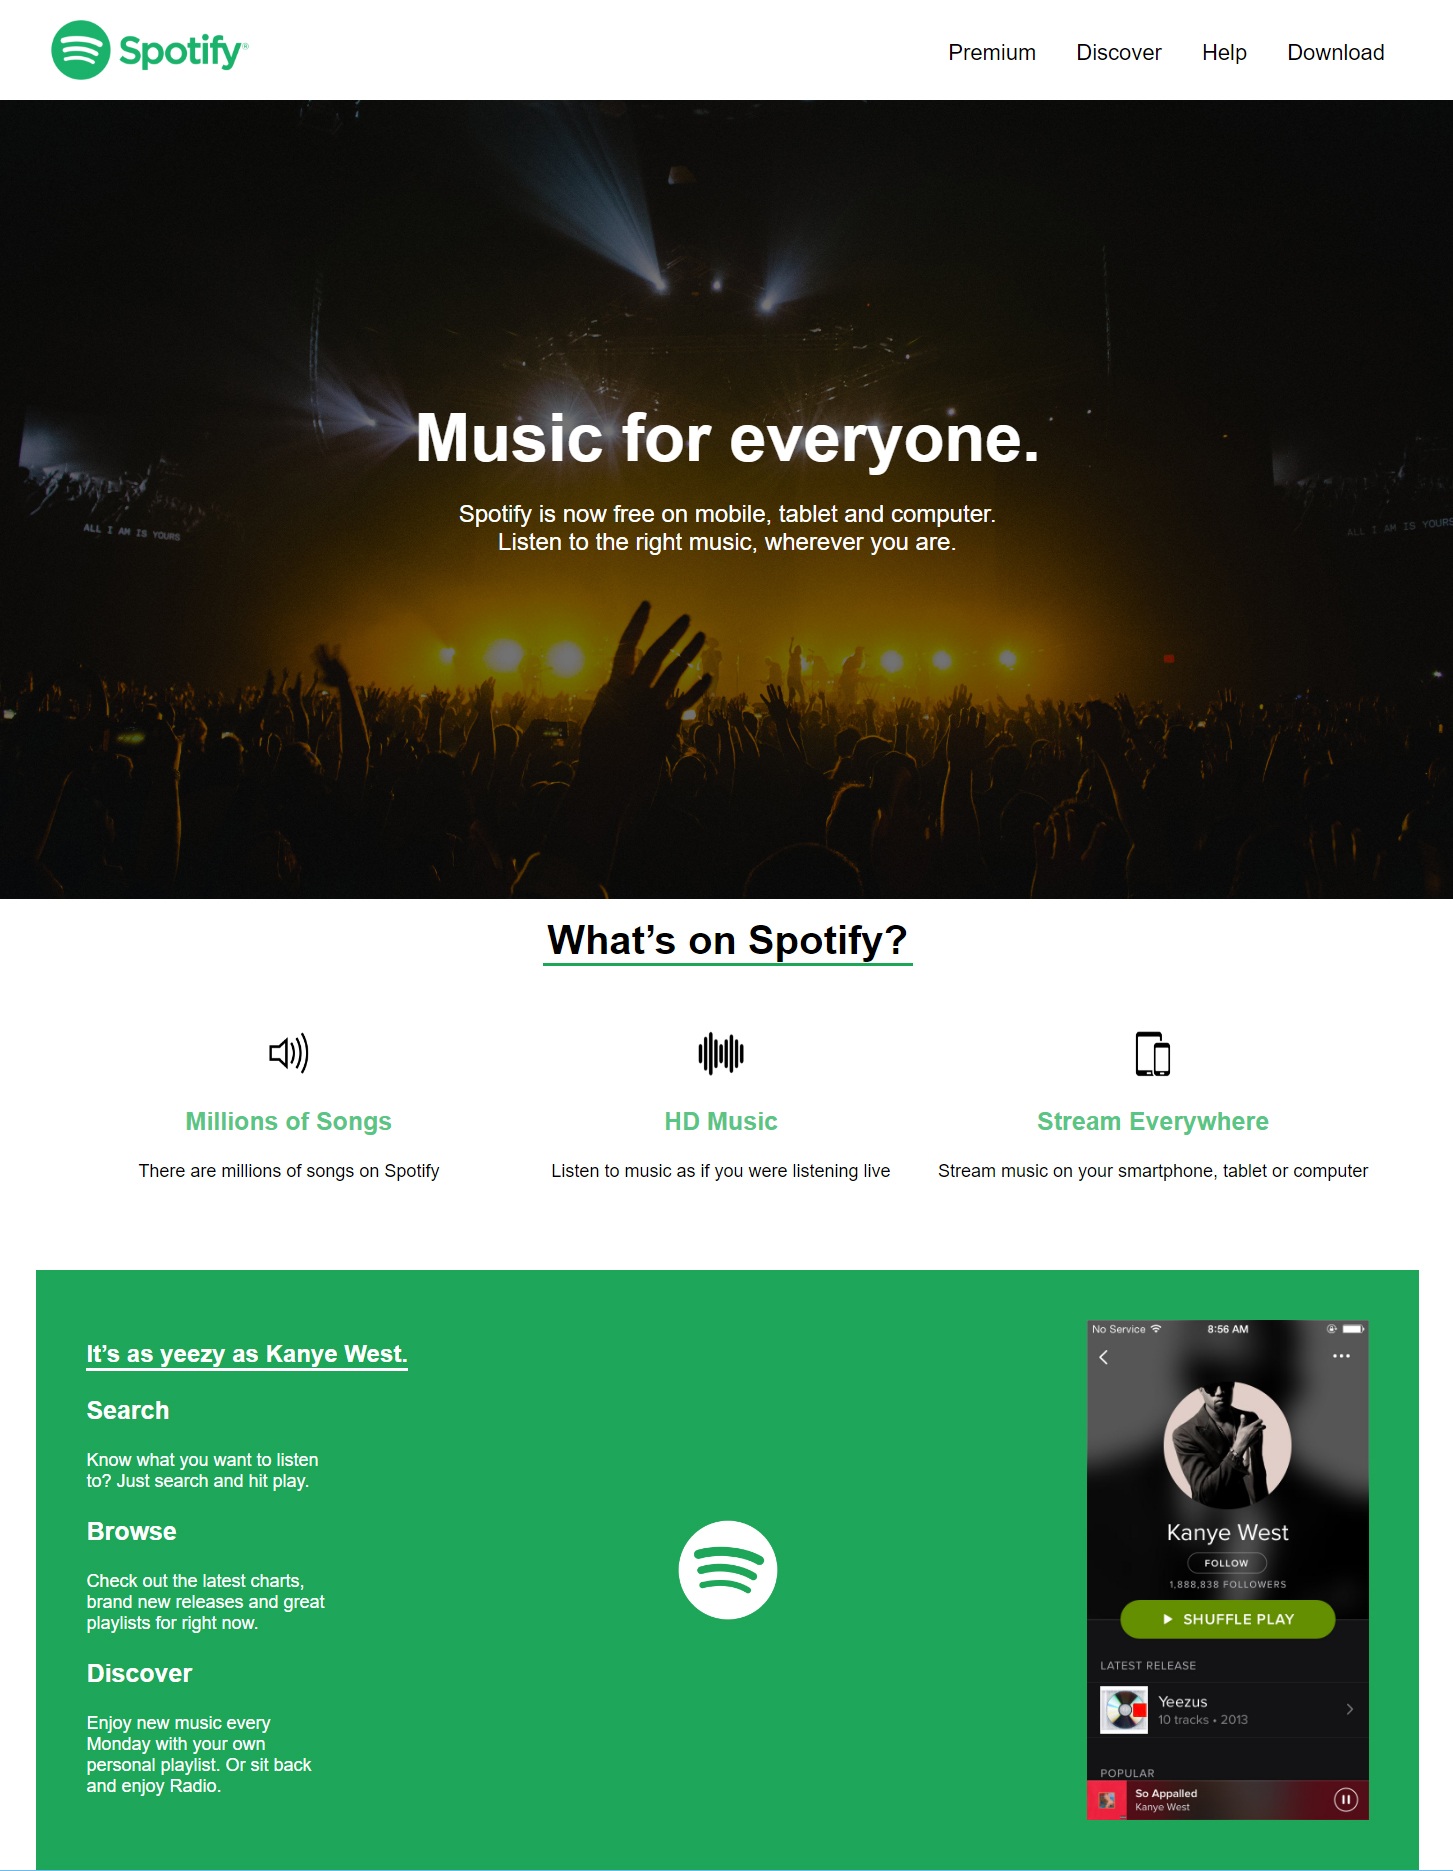 Spotify®
Premium
Discover
Help
Download
Music for everyone.
Spotify is now free on mobile, tablet and computer.
Listen to the right music, wherever you are.
ALL I AM IS YOURS
ALL I AM IS YOURS
What’s on Spotify?
Millions of Songs
There are millions of songs on Spotify
HD Music
Listen to music as if you were listening live
Stream Everywhere
Stream music on your smartphone, tablet or computer
It’s as yeezy as Kanye West.
Search
Know what you want to listen
to? Just search and hit play.
Browse
Check out the latest charts,
brand new releases and great
playlists for right now.
Discover
Enjoy new music every
Monday with your own
personal playlist. Or sit back
and enjoy Radio.
No Service
8:56 AM
Kanye West
FOLLOW
1,888,838 FOLLOWERS
SHUFFLE PLAY
LATEST RELEASE
Yeezus
10 tracks • 2013
POPULAR
So Appalled
Kanye West